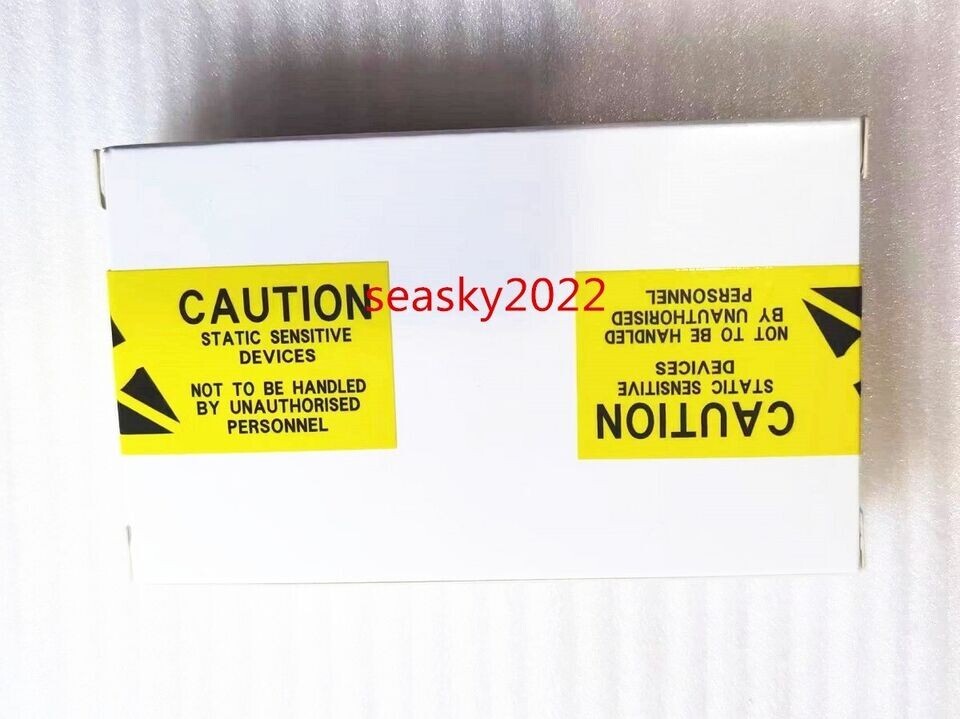 CAUTION
STATIC SENSITIVE
DEVICES
NOT TO BE HANDLED
BY UNAUTHORISED
PERSONNEL
seasky2022
CAUTION
STATIC SENSITIVE
DEVICES
NOT TO BE HANDLED
BY UNAUTHORISED
PERSONNEL